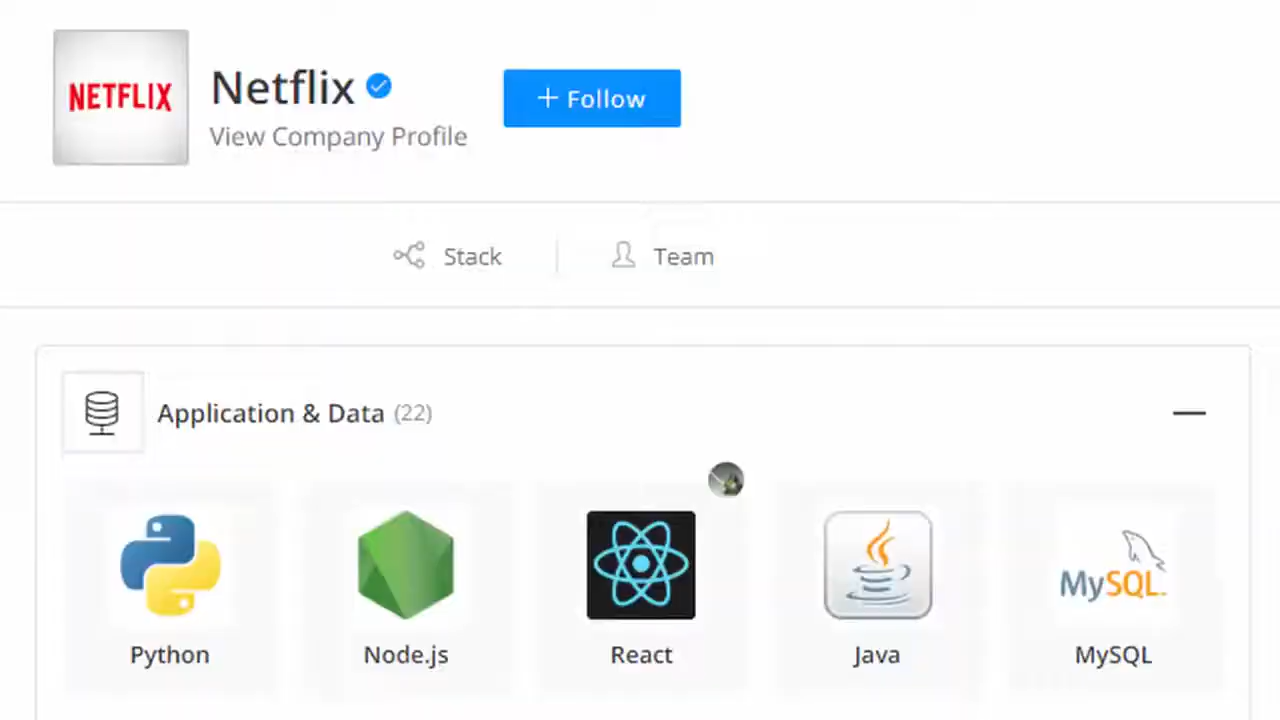 NETFLIX
Netflix
View Company Profile
+ Follow
Stack
Team
Application & Data (22)
MySQL
Python
Node.js
React
Java
MySQL